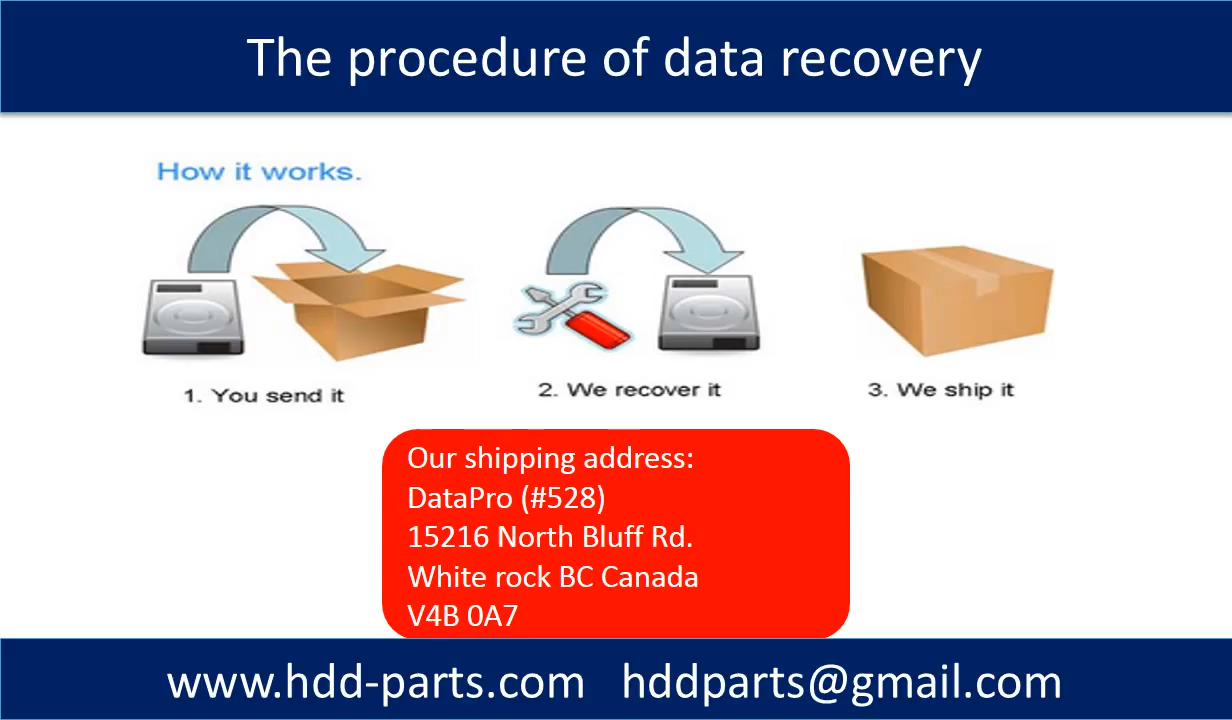 The procedure of data recovery
How it works.
1. You send it
2. We recover it
3. We ship it
Our shipping address:
DataPro (#528)
15216 North Bluff Rd.
White rock BC Canada
V4B 0A7
www.hdd-parts.com hddparts@gmail.com